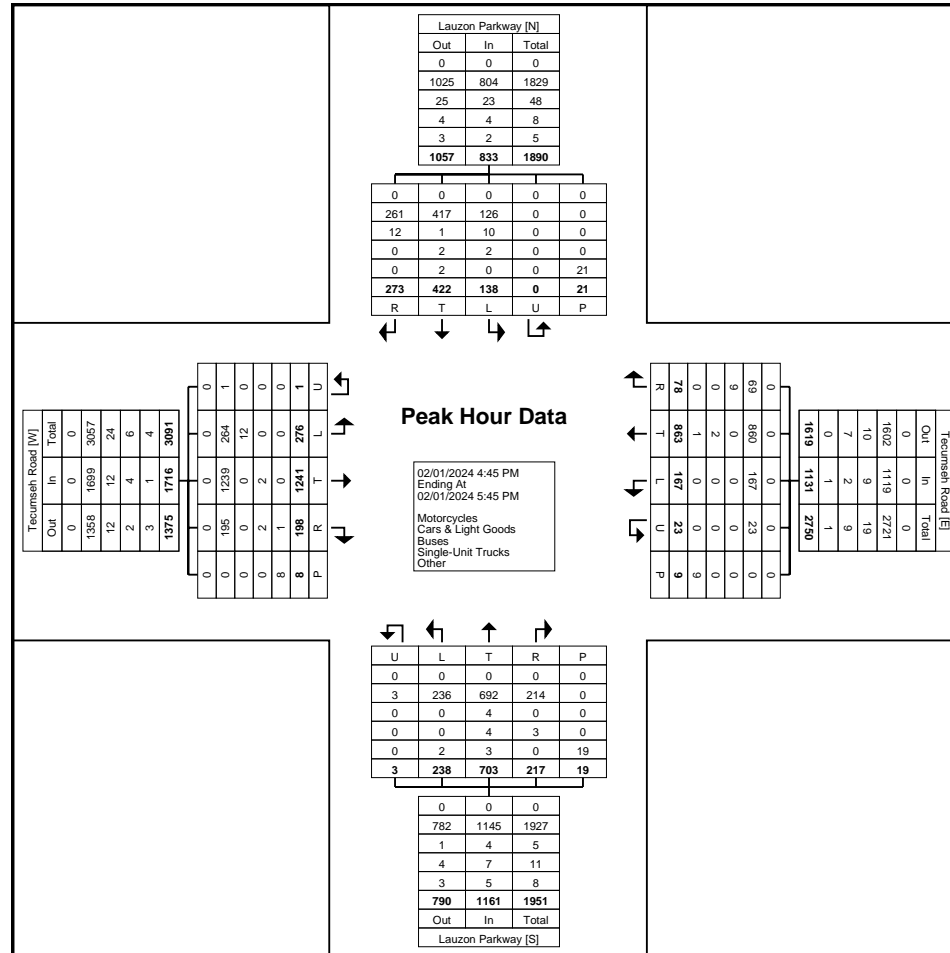 Lauzon Parkway [N]
Out In Total
0 0 0
1025 804 1829
25 23 48
4 4 8
3 2 5
1057 833 1890
0 0 0 0 0
261 417 126 0 0
12 1 10 0 0
0 2 2 0 0
0 2 0 0 21
273 422 138 0 21
R T L U P
Tecumseh Road [W]
Total 0 3057 24 6 4 3091
In 0 1699 12 4 1 1716
Out 0 1358 12 2 3 1375
0 1 0 0 0 1 U
0 264 12 0 0 276 L
0 1239 0 2 0 1241 T
0 195 0 2 1 198 R
0 0 0 0 8 8 P
Peak Hour Data
02/01/2024 4:45 PM
Ending At
02/01/2024 5:45 PM
Motorcycles
Cars & Light Goods
Buses
Single-Unit Trucks
Other
R 78 0 0 9 69 0
T 863 1 2 0 860 0
L 167 0 0 0 167 0
U 23 0 0 0 23 0
P 9 9 0 0 0 0
1619 0 7 10 1602 0 Out
1131 1 2 9 1119 0 In
2750 1 9 19 2721 0 Total
Tecumseh Road [E]
U L T R P
0 0 0 0 0
3 236 692 214 0
0 0 4 0 0
0 0 4 3 0
0 2 3 0 19
3 238 703 217 19
0 0 0
782 1145 1927
1 4 5
4 7 11
3 5 8
790 1161 1951
Out In Total
Lauzon Parkway [S]